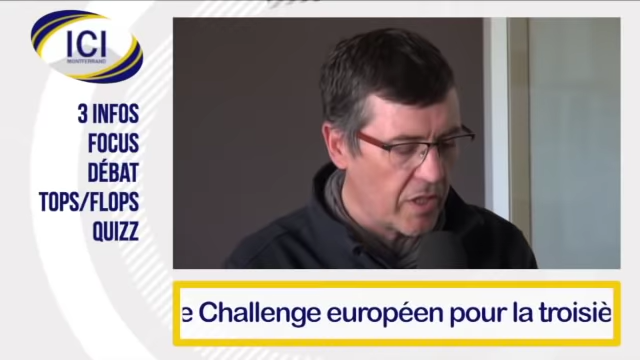 ICI
MONTFERRAND
3 INFOS
FOCUS
DÉBAT
TOPS/FLOPS
QUIZZ
e Challenge européen pour la troisiè